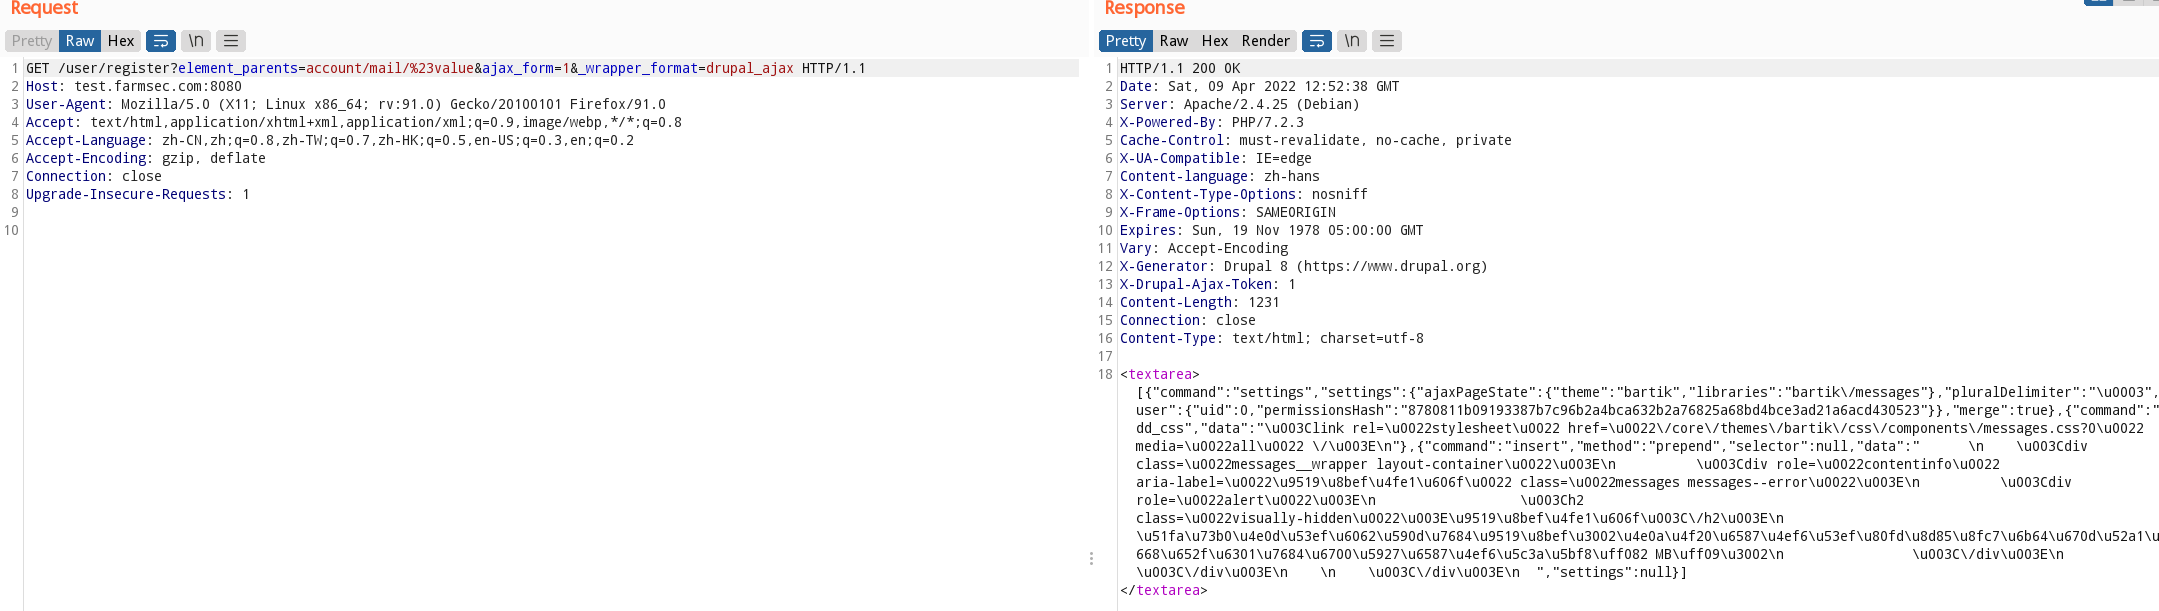 Request
Pretty Raw Hex \n
1 GET /user/register?element_parents=account/mail/%23value&ajax_form=1&_wrapper_format=drupal_ajax HTTP/1.1
2 Host: test.farmsec.com:8080
3 User-Agent: Mozilla/5.0 (X11; Linux x86_64; rv:91.0) Gecko/20100101 Firefox/91.0
4 Accept: text/html,application/xhtml+xml,application/xml;q=0.9,image/webp,*/*;q=0.8
5 Accept-Language: zh-CN,zh;q=0.8,zh-TW;q=0.7,zh-HK;q=0.5,en-US;q=0.3,en;q=0.2
6 Accept-Encoding: gzip, deflate
7 Connection: close
8 Upgrade-Insecure-Requests: 1
9
10
Response
Pretty Raw Hex Render \n
1 HTTP/1.1 200 OK
2 Date: Sat, 09 Apr 2022 12:52:38 GMT
3 Server: Apache/2.4.25 (Debian)
4 X-Powered-By: PHP/7.2.3
5 Cache-Control: must-revalidate, no-cache, private
6 X-UA-Compatible: IE=edge
7 Content-language: zh-hans
8 X-Content-Type-Options: nosniff
9 X-Frame-Options: SAMEORIGIN
10 Expires: Sun, 19 Nov 1978 05:00:00 GMT
11 Vary: Accept-Encoding
12 X-Generator: Drupal 8 (https://www.drupal.org)
13 X-Drupal-Ajax-Token: 1
14 Content-Length: 1231
15 Connection: close
16 Content-Type: text/html; charset=utf-8
17
18 <textarea>
[{"command":"settings","settings":{"ajaxPageState":{"theme":"bartik","libraries":"bartik\/messages"},"pluralDelimiter":"\u0003",
user":{"uid":0,"permissionsHash":"8780811b09193387b7c96b2a4bca632b2a76825a68bd4bce3ad21a6acd430523"}},"merge":true},{"command":"
dd_css","data":"\u003Clink rel=\u0022stylesheet\u0022 href=\u0022\/core\/themes\/bartik\/css\/components\/messages.css?0\u0022
media=\u0022all\u0022 \/\u003E\n"},{"command":"insert","method":"prepend","selector":null,"data":" \n \u003Cdiv
class=\u0022messages__wrapper layout-container\u0022\u003E\n \u003Cdiv role=\u0022contentinfo\u0022
aria-label=\u0022\u9519\u8bef\u4fe1\u606f\u0022 class=\u0022messages messages--error\u0022\u003E\n \u003Cdiv
role=\u0022alert\u0022\u003E\n \u003Ch2
class=\u0022visually-hidden\u0022\u003E\u9519\u8bef\u4fe1\u606f\u003C\/h2\u003E\n
\u51fa\u73b0\u4e0d\u53ef\u6062\u590d\u7684\u9519\u8bef\u3002\u4e0a\u4f20\u6587\u4ef6\u53ef\u80fd\u8d85\u8fc7\u6b64\u670d\u52a1\u
668\u652f\u6301\u7684\u6700\u5927\u6587\u4ef6\u5c3a\u5bf8\uff082 MB\uff09\u3002\n \u003C\/div\u003E\n
\u003C\/div\u003E\n \n \u003C\/div\u003E\n ","settings":null}]
</textarea>